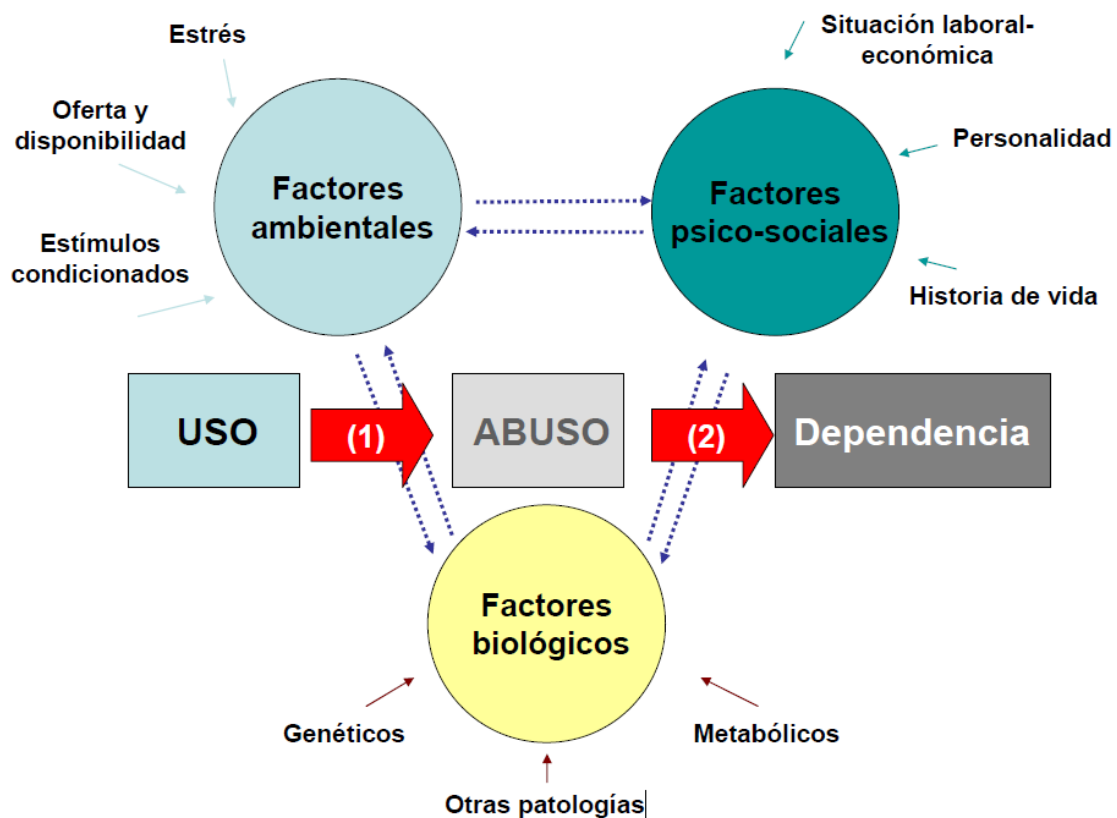 Estrés
Oferta y
disponibilidad
Estímulos
condicionados
Factores
ambientales
Situación laboral-
económica
Personalidad
Historia de vida
Factores
psico-sociales
USO
(1)
ABUSO
(2)
Dependencia
Factores
biológicos
Genéticos
Metabólicos
Otras patologías